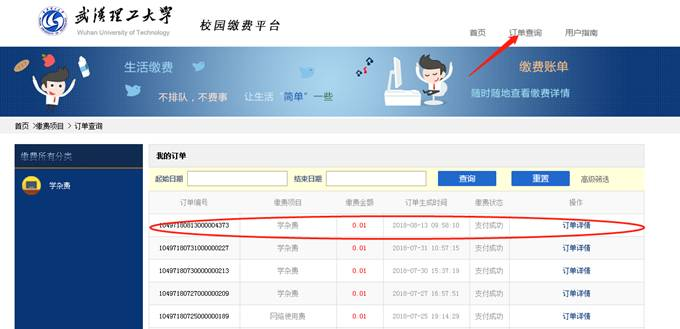 武汉理工大学
Wuhan University of Technology
校园缴费平台
首页 订单查询 用户指南
生活缴费
不排队，不费事 让生活 简单"一些
缴费账单
随时随地查看缴费详情
首页 >缴费项目 > 订单查询
缴费所有分类
学杂费
我的订单
起始日期 结束日期 查询 重置 高级筛选
订单编号 缴费项目 缴费金额 订单生成时间 缴费状态 操作
10497180813000004373 学杂费 0.01 2018-08-13 09:58:10 支付成功 订单详情
10497180731000000227 学杂费 0.01 2018-07-31 10:57:15 支付成功 订单详情
10497180730000000213 学杂费 0.01 2018-07-30 15:37:19 支付成功 订单详情
10497180727000000209 学杂费 0.01 2018-07-27 16:57:51 支付成功 订单详情
10497180725000000189 网络使用费 0.01 2018-07-25 19:14:29 支付成功 订单详情